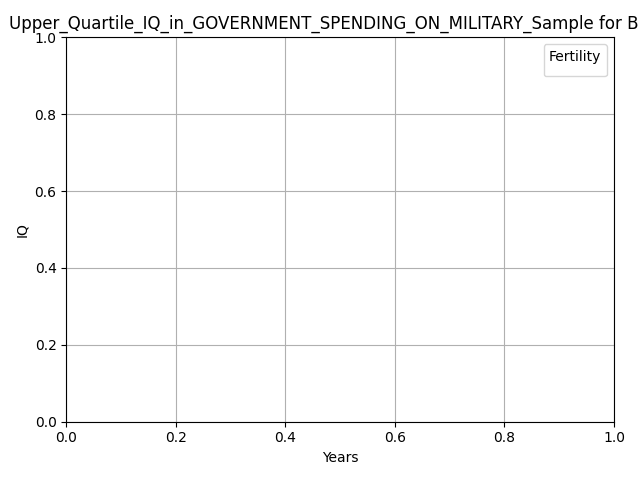 Upper_Quartile_IQ_in_GOVERNMENT_SPENDING_ON_MILITARY_Sample for B
Fertility
1.0
0.8
0.6
0.4
0.2
0.0
IQ
0.0 0.2 0.4 0.6 0.8 1.0
Years